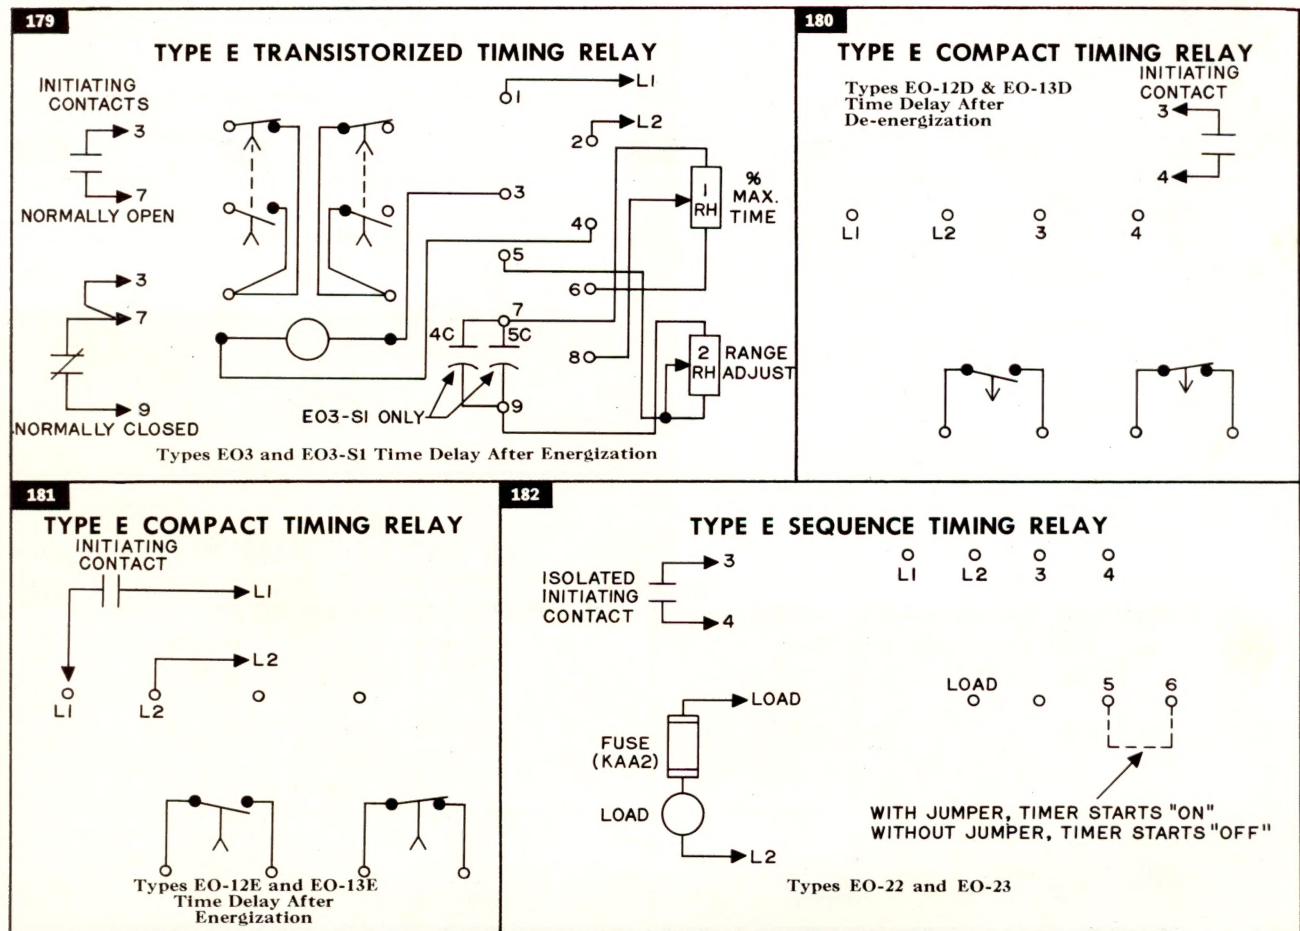 179
TYPE E TRANSISTORIZED TIMING RELAY
INITIATING
CONTACTS
3
7
NORMALLY OPEN
3
7
9
NORMALLY CLOSED
1
L1
2
L2
3
4
5
6
7
8
9
4C
5C
EO3-S1 ONLY
1
RH
%
MAX.
TIME
2
RH
RANGE
ADJUST
Types EO3 and EO3-S1 Time Delay After Energization
180
TYPE E COMPACT TIMING RELAY
Types EO-12D & EO-13D
Time Delay After
De-energization
INITIATING
CONTACT
3
4
L1 L2 3 4
181
TYPE E COMPACT TIMING RELAY
INITIATING
CONTACT
L1
L2
L1 L2
Types EO-12E and EO-13E
Time Delay After
Energization
182
TYPE E SEQUENCE TIMING RELAY
ISOLATED
INITIATING
CONTACT
3
4
L1 L2 3 4
LOAD
FUSE
(KAA2)
LOAD
L2
LOAD 5 6
WITH JUMPER, TIMER STARTS "ON"
WITHOUT JUMPER, TIMER STARTS "OFF"
Types EO-22 and EO-23